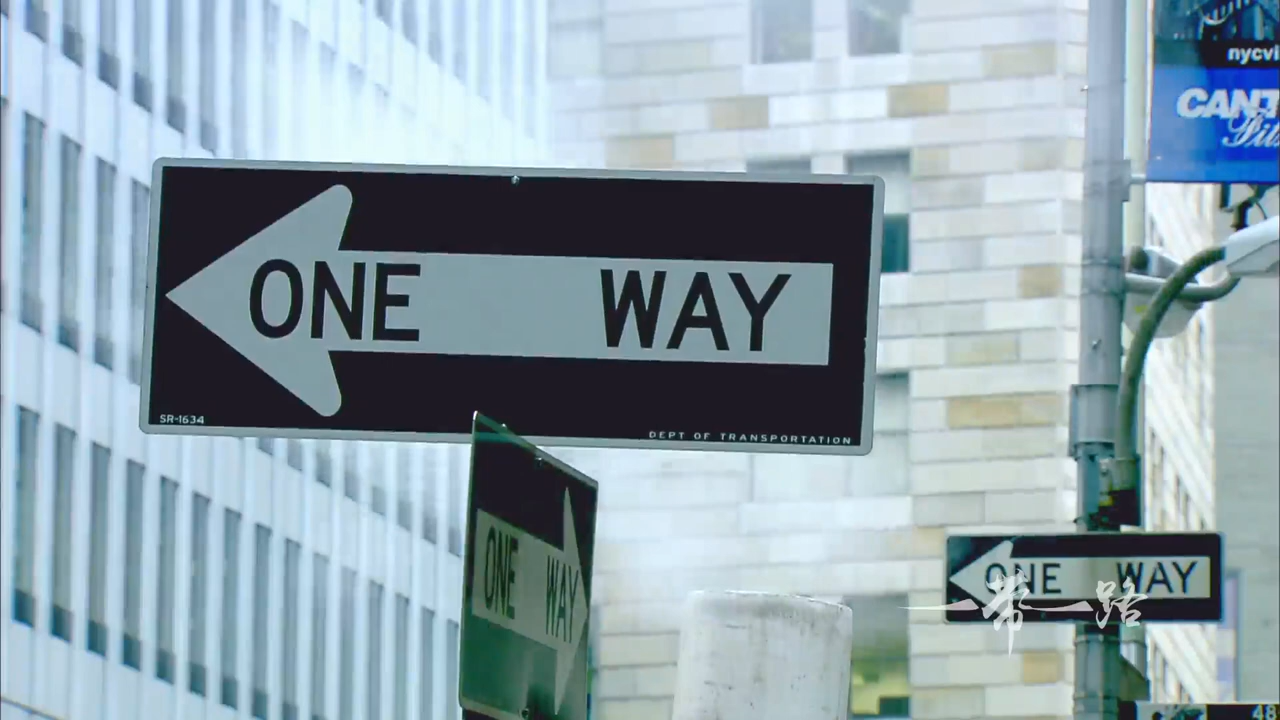 nycvi
CANT
ONE WAY
SR-1634
DEPT OF TRANSPORTATION
ONE WAY
ONE WAY
一带一路
48